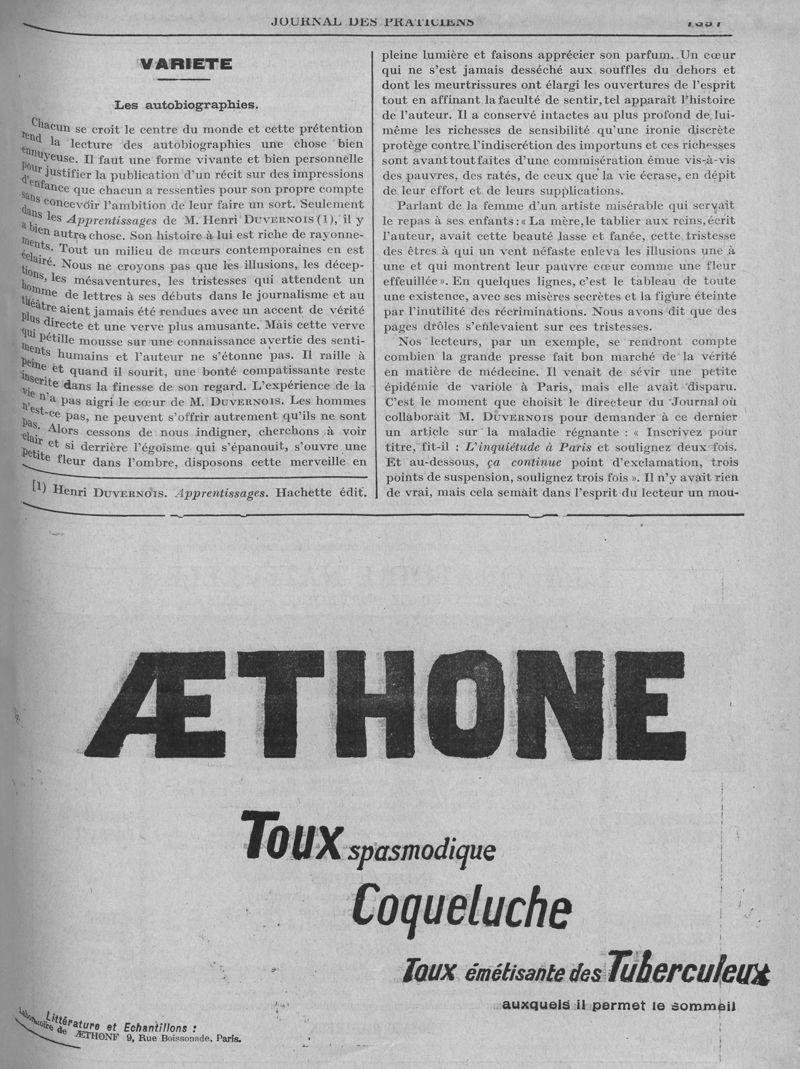 JOURNAL DES PRATICIENS
VARIETE
Les autobiographies.
Chacun se croit le centre du monde et cette prétention
rend la lecture des autobiographies une chose bien
ennuyeuse. Il faut une forme vivante et bien personnelle
pour justifier la publication d'un récit sur des impressions
d'enfance que chacun a ressenties pour son propre compte
sans concevoir l'ambition de leur faire un sort. Seulement
dans les Apprentissages de M. Henri DUVERNOIS (1), il y
a bien autre chose. Son histoire à lui est riche de rayonne-
ments. Tout un milieu de mœurs contemporaines en est
éclairé. Nous ne croyons pas que les illusions, les décep-
tions, les mésaventures, les tristesses qui attendent un
homme de lettres à ses débuts dans le journalisme et au
théâtre aient jamais été rendues avec un accent de vérité
plus directe et une verve plus amusante. Mais cette verve
qui pétille mousse sur une connaissance avertie des senti-
ments humains et l'auteur ne s'étonne pas. Il raille à
peine et quand il sourit, une bonté compatissante reste
inscrite dans la finesse de son regard. L'expérience de la
vie n'a pas aigri le cœur de M. DUVERNOIS. Les hommes
n'est-ce pas, ne peuvent s'offrir autrement qu'ils ne sont
pas. Alors cessons de nous indigner, cherchons à voir
clair et si derrière l'égoïsme qui s'épanouit, s'ouvre une
petite fleur dans l'ombre, disposons cette merveille en
(1) Henri DUVERNOIS. Apprentissages. Hachette édit.
pleine lumière et faisons apprécier son parfum. Un cœur
qui ne s'est jamais desséché aux souffles du dehors et
dont les meurtrissures ont élargi les ouvertures de l'esprit
tout en affinant la faculté de sentir, tel apparaît l'histoire
de l'auteur. Il a conservé intactes au plus profond de lui-
même les richesses de sensibilité qu'une ironie discrète
protège contre l'indiscrétion des importuns et ces richesses
sont avant tout faites d'une commisération émue vis-à-vis
des pauvres, des ratés, de ceux que la vie écrase, en dépit
de leur effort et de leurs supplications.
Parlant de la femme d'un artiste misérable qui servait
le repas à ses enfants : « La mère, le tablier aux reins, écrit
l'auteur, avait cette beauté lasse et fanée, cette tristesse
des êtres à qui un vent néfaste enleva les illusions une à
une et qui montrent leur pauvre cœur comme une fleur
effeuillée ». En quelques lignes, c'est le tableau de toute
une existence, avec ses misères secrètes et la figure éteinte
par l'inutilité des récriminations. Nous avons dit que des
pages drôles s'enlevaient sur ces tristesses.
Nos lecteurs, par un exemple, se rendront compte
combien la grande presse fait bon marché de la vérité
en matière de médecine. Il venait de sévir une petite
épidémie de variole à Paris, mais elle avait disparu.
C'est le moment que choisit le directeur du Journal où
collaborait M. DUVERNOIS pour demander à ce dernier
un article sur la maladie régnante : « Inscrivez pour
titre, fit-il : L'inquiétude à Paris et soulignez deux fois.
Et au-dessous, ça continue point d'exclamation, trois
points de suspension, soulignez trois fois ». Il n'y avait rien
de vrai, mais cela semait dans l'esprit du lecteur un mou-
ÆTHONE
Toux spasmodique
Coqueluche
Toux émétisante des Tuberculeux
auxquels il permet le sommeil
Littérature et Echantillons :
Laboratoire de ÆTHONE 9, Rue Boissonade, Paris.